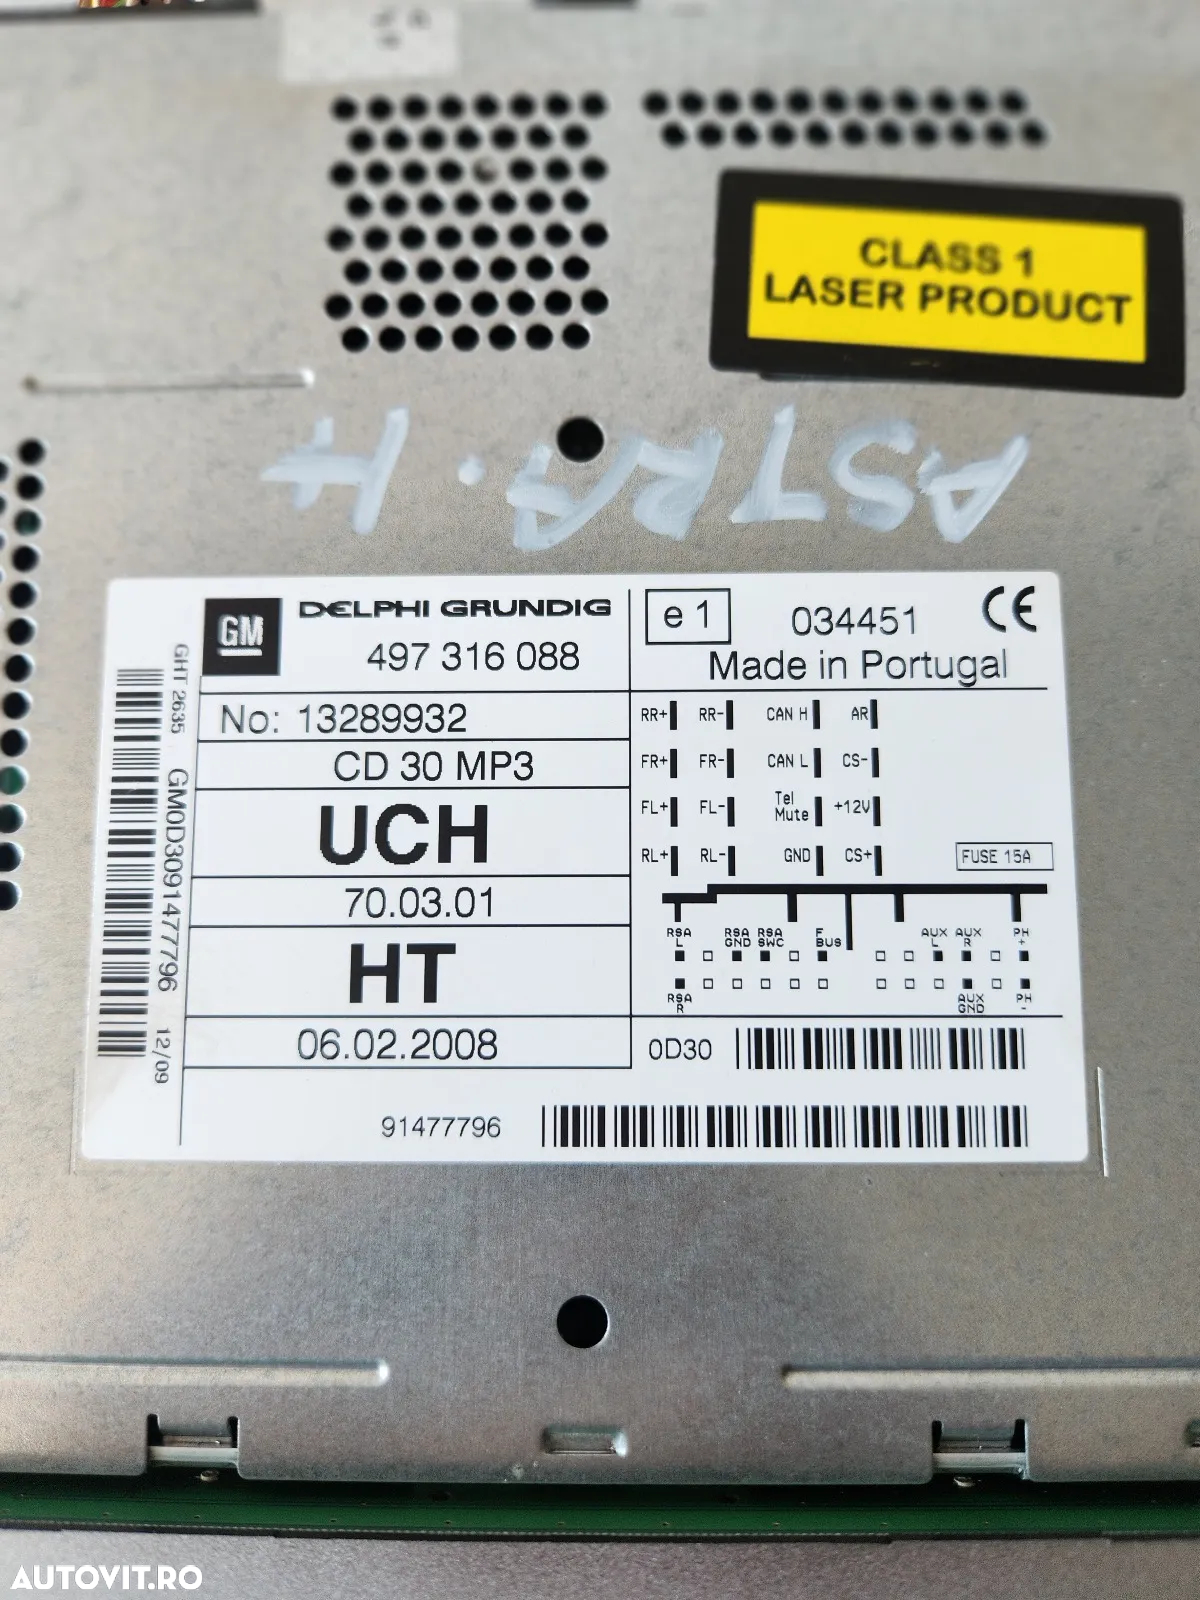 CLASS 1
LASER PRODUCT
ASTRA. H
GM
DELPHI GRUNDIG
497 316 088
No: 13289932
CD 30 MP3
UCH
70.03.01
HT
06.02.2008
e1
034451
CE
Made in Portugal
RR+ RR- CAN H AR
FR+ FR- CAN L CS-
FL+ FL- Tel Mute +12V
RL+ RL- GND CS+
FUSE 15A
RSA L
RSA GND
RSA SWC
F BUS
AUX L
AUX R
PH +
RSA R
AUX GND
PH -
0D30
91477796
GHT 2635
GM0D3091477796
12/09
AUTOVIT.RO